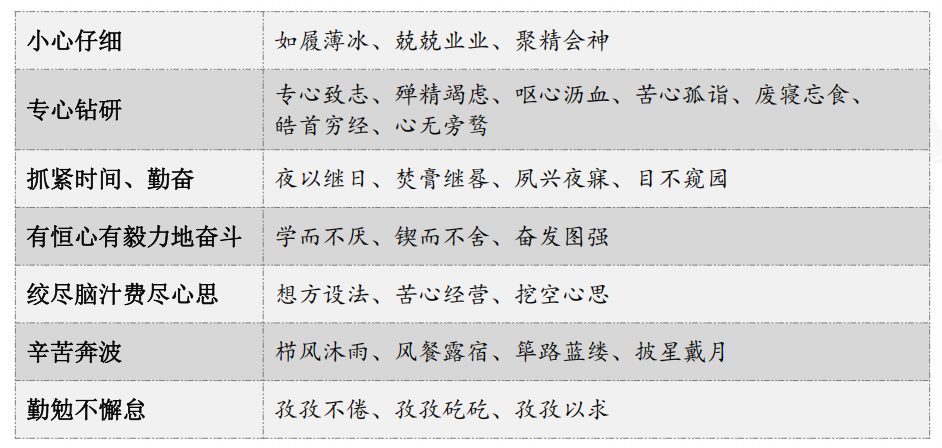 小心仔细
如履薄冰、兢兢业业、聚精会神
专心钻研
专心致志、殚精竭虑、呕心沥血、苦心孤诣、废寝忘食、
皓首穷经、心无旁骛
抓紧时间、勤奋
夜以继日、焚膏继晷、夙兴夜寐、目不窥园
有恒心有毅力地奋斗
学而不厌、锲而不舍、奋发图强
绞尽脑汁费尽心思
想方设法、苦心经营、挖空心思
辛苦奔波
栉风沐雨、风餐露宿、筚路蓝缕、披星戴月
勤勉不懈怠
孜孜不倦、孜孜矻矻、孜孜以求